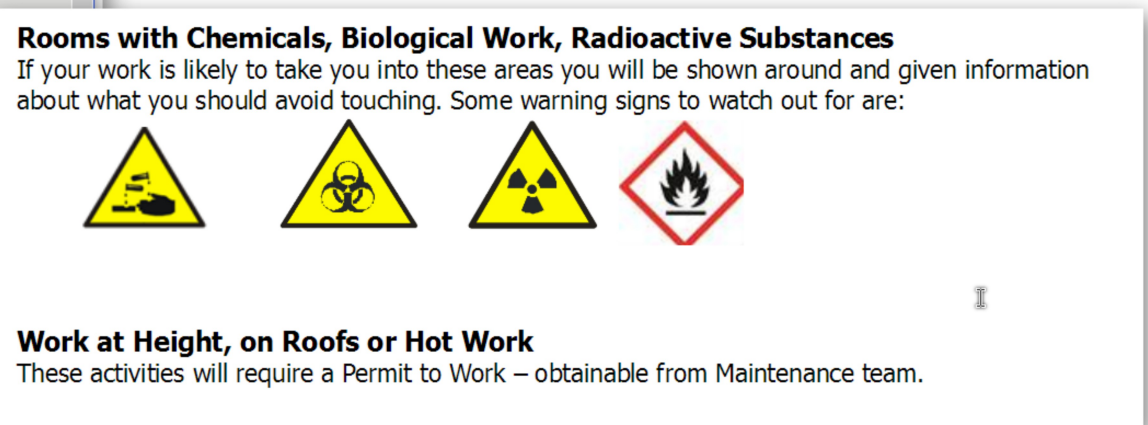 Rooms with Chemicals, Biological Work, Radioactive Substances
If your work is likely to take you into these areas you will be shown around and given information
about what you should avoid touching. Some warning signs to watch out for are:
Work at Height, on Roofs or Hot Work
These activities will require a Permit to Work – obtainable from Maintenance team.